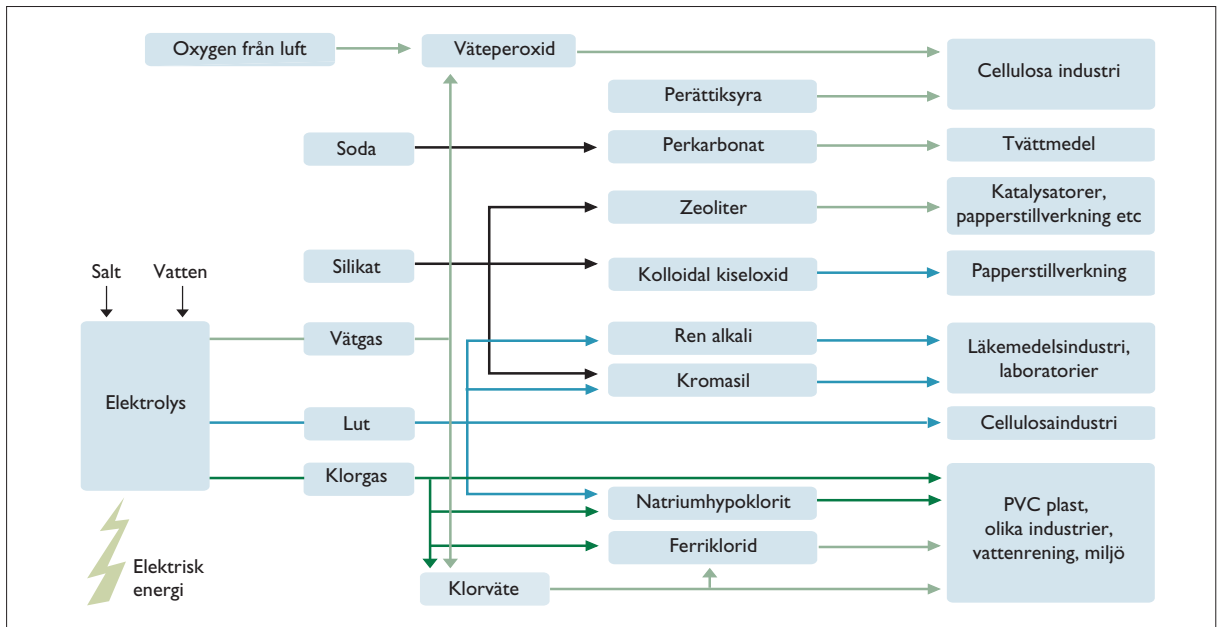 Oxygen från luft
Väteperoxid
Cellulosa industri
Perättiksyra
Soda
Perkarbonat
Tvättmedel
Zeoliter
Katalysatorer,
papperstillverkning etc
Salt
Vatten
Silikat
Kolloidal kiseloxid
Papperstillverkning
Vätgas
Ren alkali
Läkemedelsindustri,
laboratorier
Kromasil
Elektrolys
Lut
Cellulosaindustri
Klorgas
Natriumhypoklorit
PVC plast,
olika industrier,
vattenrening, miljö
Ferriklorid
Elektrisk
energi
Klorväte